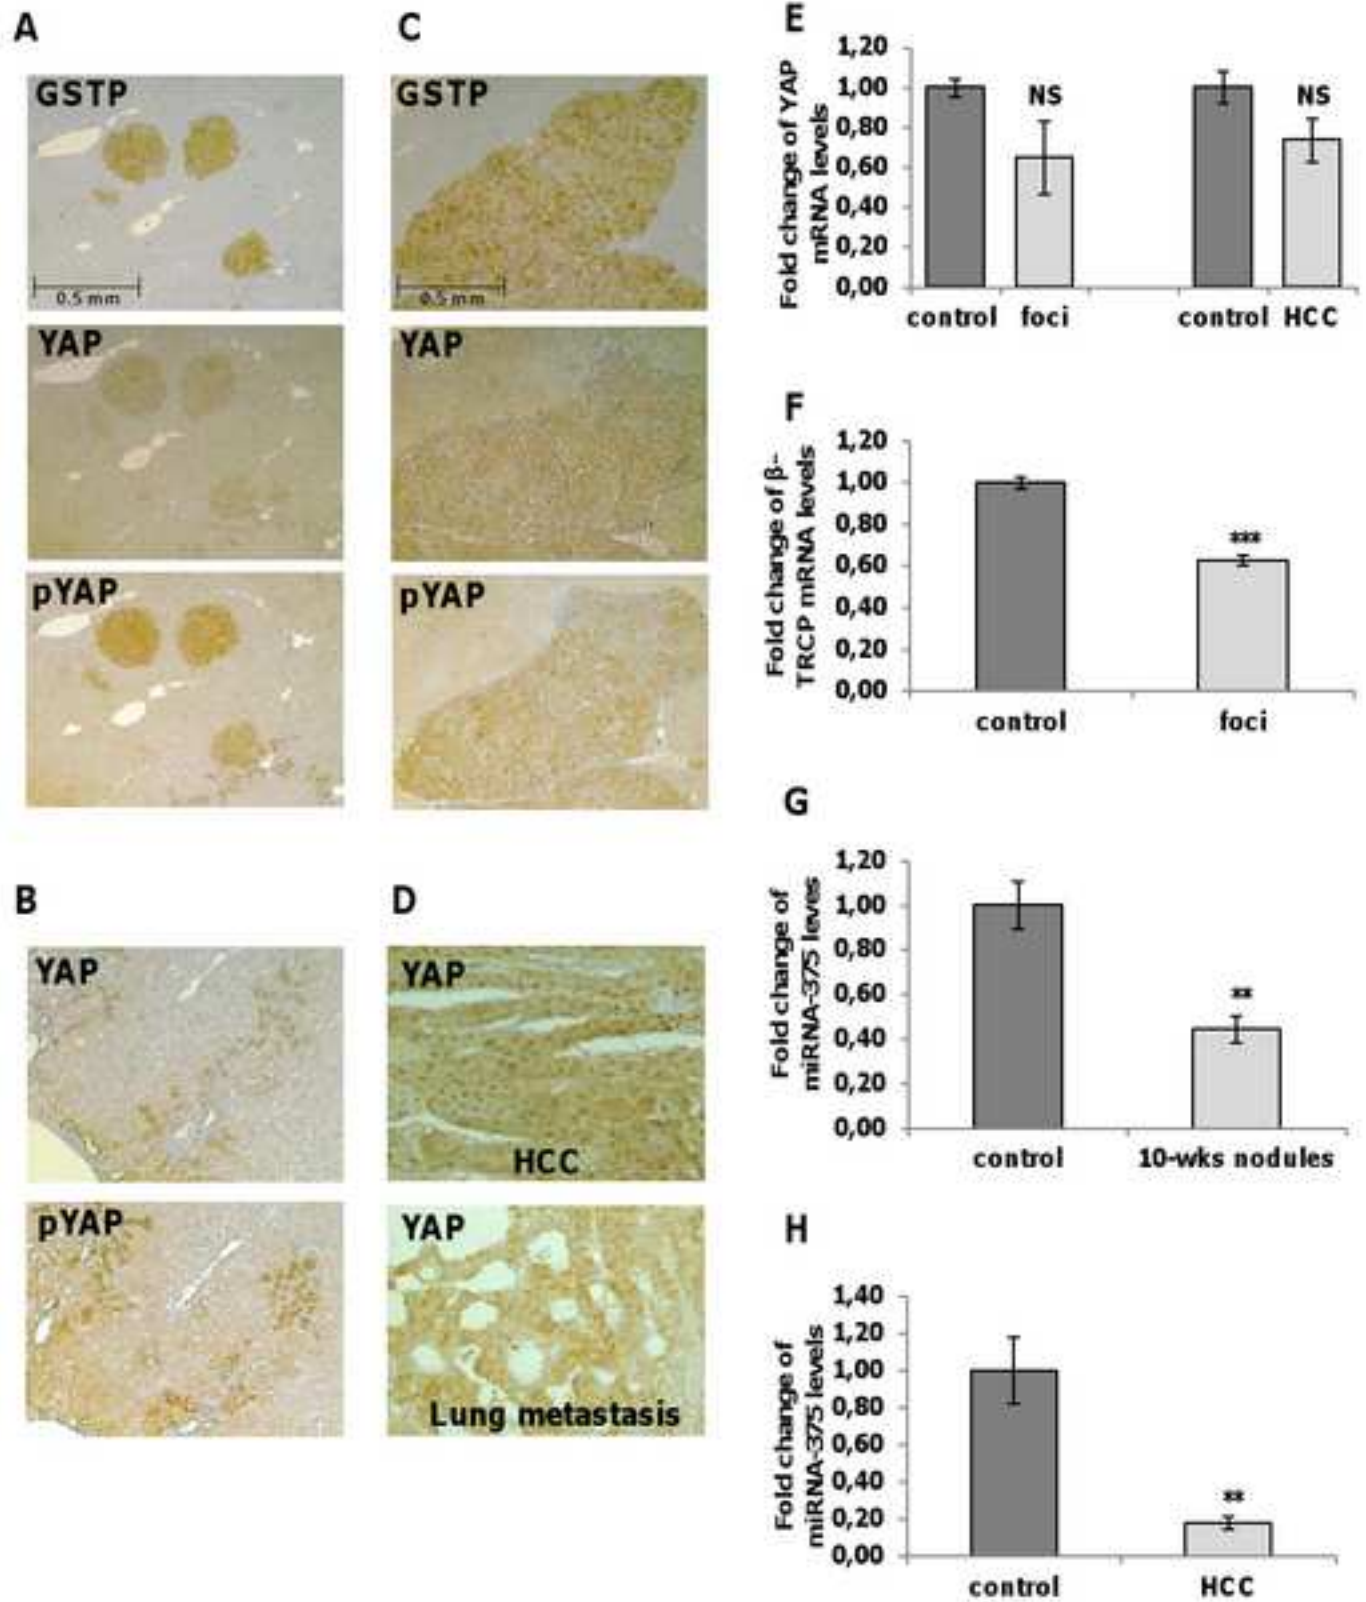 A
GSTP
0.5 mm
YAP
pYAP
B
YAP
pYAP
C
GSTP
0.5 mm
YAP
pYAP
D
YAP
HCC
YAP
Lung metastasis
E
Fold change of YAP
mRNA levels
1,20
1,00
0,80
0,60
0,40
0,20
0,00
NS
NS
control foci control HCC
F
Fold change of β-
TRCP mRNA levels
1,20
1,00
0,80
0,60
0,40
0,20
0,00
***
control foci
G
Fold change of
miRNA-375 leves
1,20
1,00
0,80
0,60
0,40
0,20
0,00
**
control 10-wks nodules
H
Fold change of
miRNA-375 levels
1,40
1,20
1,00
0,80
0,60
0,40
0,20
0,00
**
control HCC